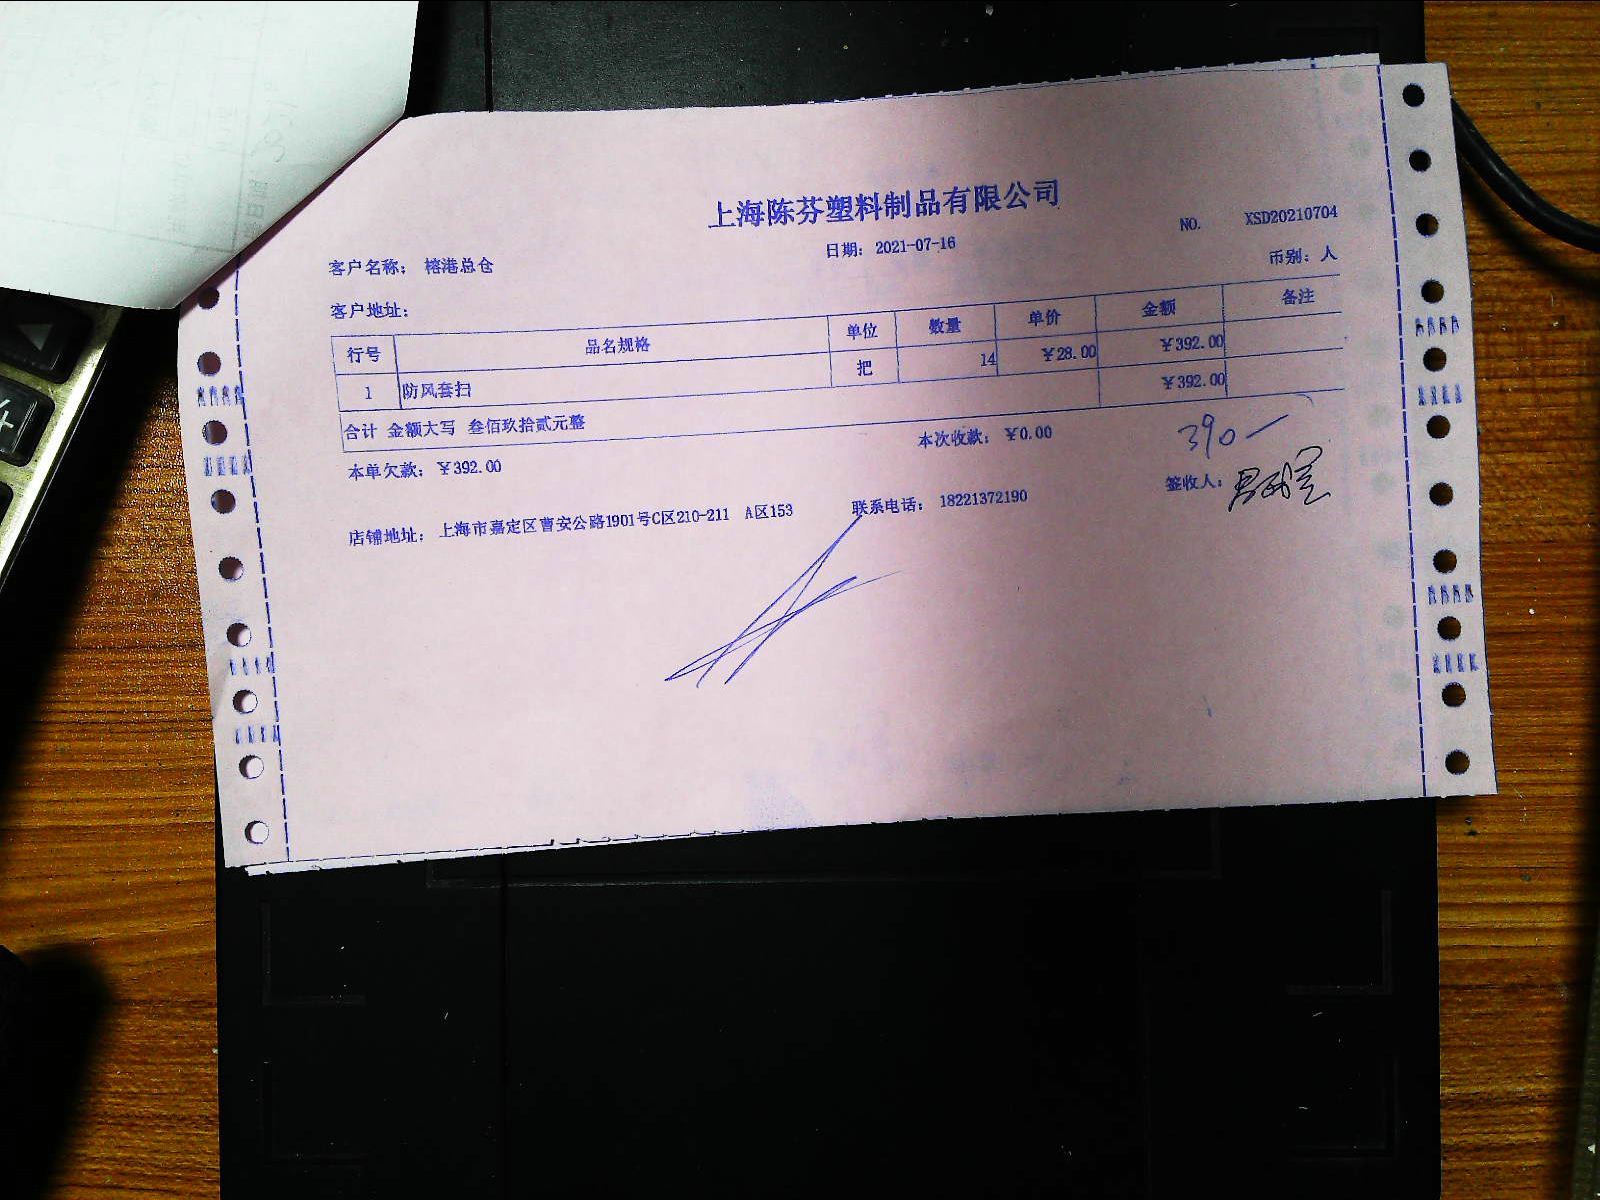 上海陈芬塑料制品有限公司
NO. XSD20210704
日期: 2021-07-16
客户名称: 榕港总仓
币别: 人
客户地址:
行号 品名规格 单位 数量 单价 金额 备注
1 防风套扫 把 14 ￥28.00 ￥392.00
合计 金额大写 叁佰玖拾贰元整 ￥392.00
本单欠款: ￥392.00 本次收款: ￥0.00 390一
签收人:
店铺地址: 上海市嘉定区曹安公路1901号C区210-211 A区153 联系电话: 18221372190